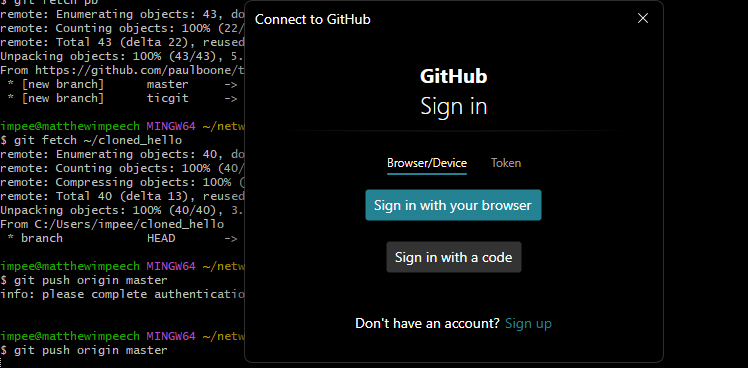 $ git fetch pb
remote: Enumerating objects: 43, do
remote: Counting objects: 100% (22/
remote: Total 43 (delta 22), reused
Unpacking objects: 100% (43/43), 5.
From https://github.com/paulboone/t
 * [new branch]      master     ->
 * [new branch]      ticgit     ->
impee@matthewimpeech MINGW64 ~/netw
$ git fetch ~/cloned_hello
remote: Enumerating objects: 40, do
remote: Counting objects: 100% (40/
remote: Compressing objects: 100% (
remote: Total 40 (delta 13), reused
Unpacking objects: 100% (40/40), 3.
From C:/Users/impee/cloned_hello
 * branch            HEAD       ->
impee@matthewimpeech MINGW64 ~/netw
$ git push origin master
info: please complete authenticatio
impee@matthewimpeech MINGW64 ~/netw
$ git push origin master
Connect to GitHub
GitHub
Sign in
Browser/Device Token
Sign in with your browser
Sign in with a code
Don't have an account? Sign up